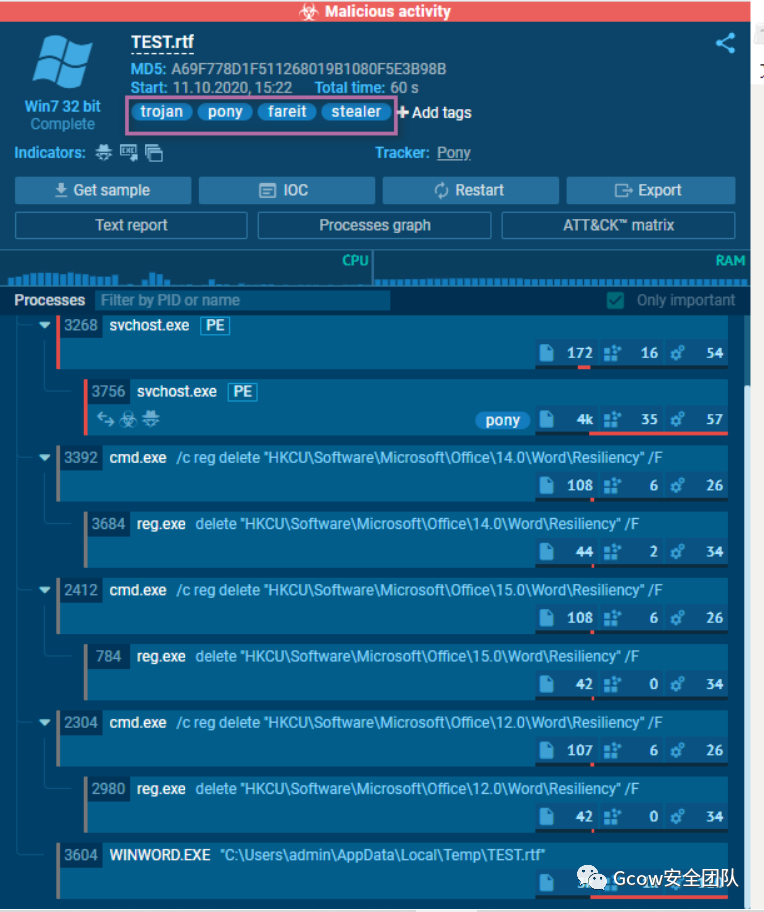 Malicious activity
TEST.rtf
MD5: A69F778D1F511268019B1080F5E3B98B
Start: 11.10.2020, 15:22 Total time: 60 s
Win7 32 bit
Complete
trojan pony fareit stealer + Add tags
Indicators: Tracker: Pony
Get sample IOC Restart Export
Text report Processes graph ATT&CK™ matrix
CPU RAM
Processes Filter by PID or name Only important
3268 svchost.exe PE
172 16 54
3756 svchost.exe PE
pony 4k 35 57
3392 cmd.exe /c reg delete "HKCU\Software\Microsoft\Office\14.0\Word\Resiliency" /F
108 6 26
3684 reg.exe delete "HKCU\Software\Microsoft\Office\14.0\Word\Resiliency" /F
44 2 34
2412 cmd.exe /c reg delete "HKCU\Software\Microsoft\Office\15.0\Word\Resiliency" /F
108 6 26
784 reg.exe delete "HKCU\Software\Microsoft\Office\15.0\Word\Resiliency" /F
42 0 34
2304 cmd.exe /c reg delete "HKCU\Software\Microsoft\Office\12.0\Word\Resiliency" /F
107 6 26
2980 reg.exe delete "HKCU\Software\Microsoft\Office\12.0\Word\Resiliency" /F
42 0 34
3604 WINWORD.EXE "C:\Users\admin\AppData\Local\Temp\TEST.rtf"
Gcow安全团队